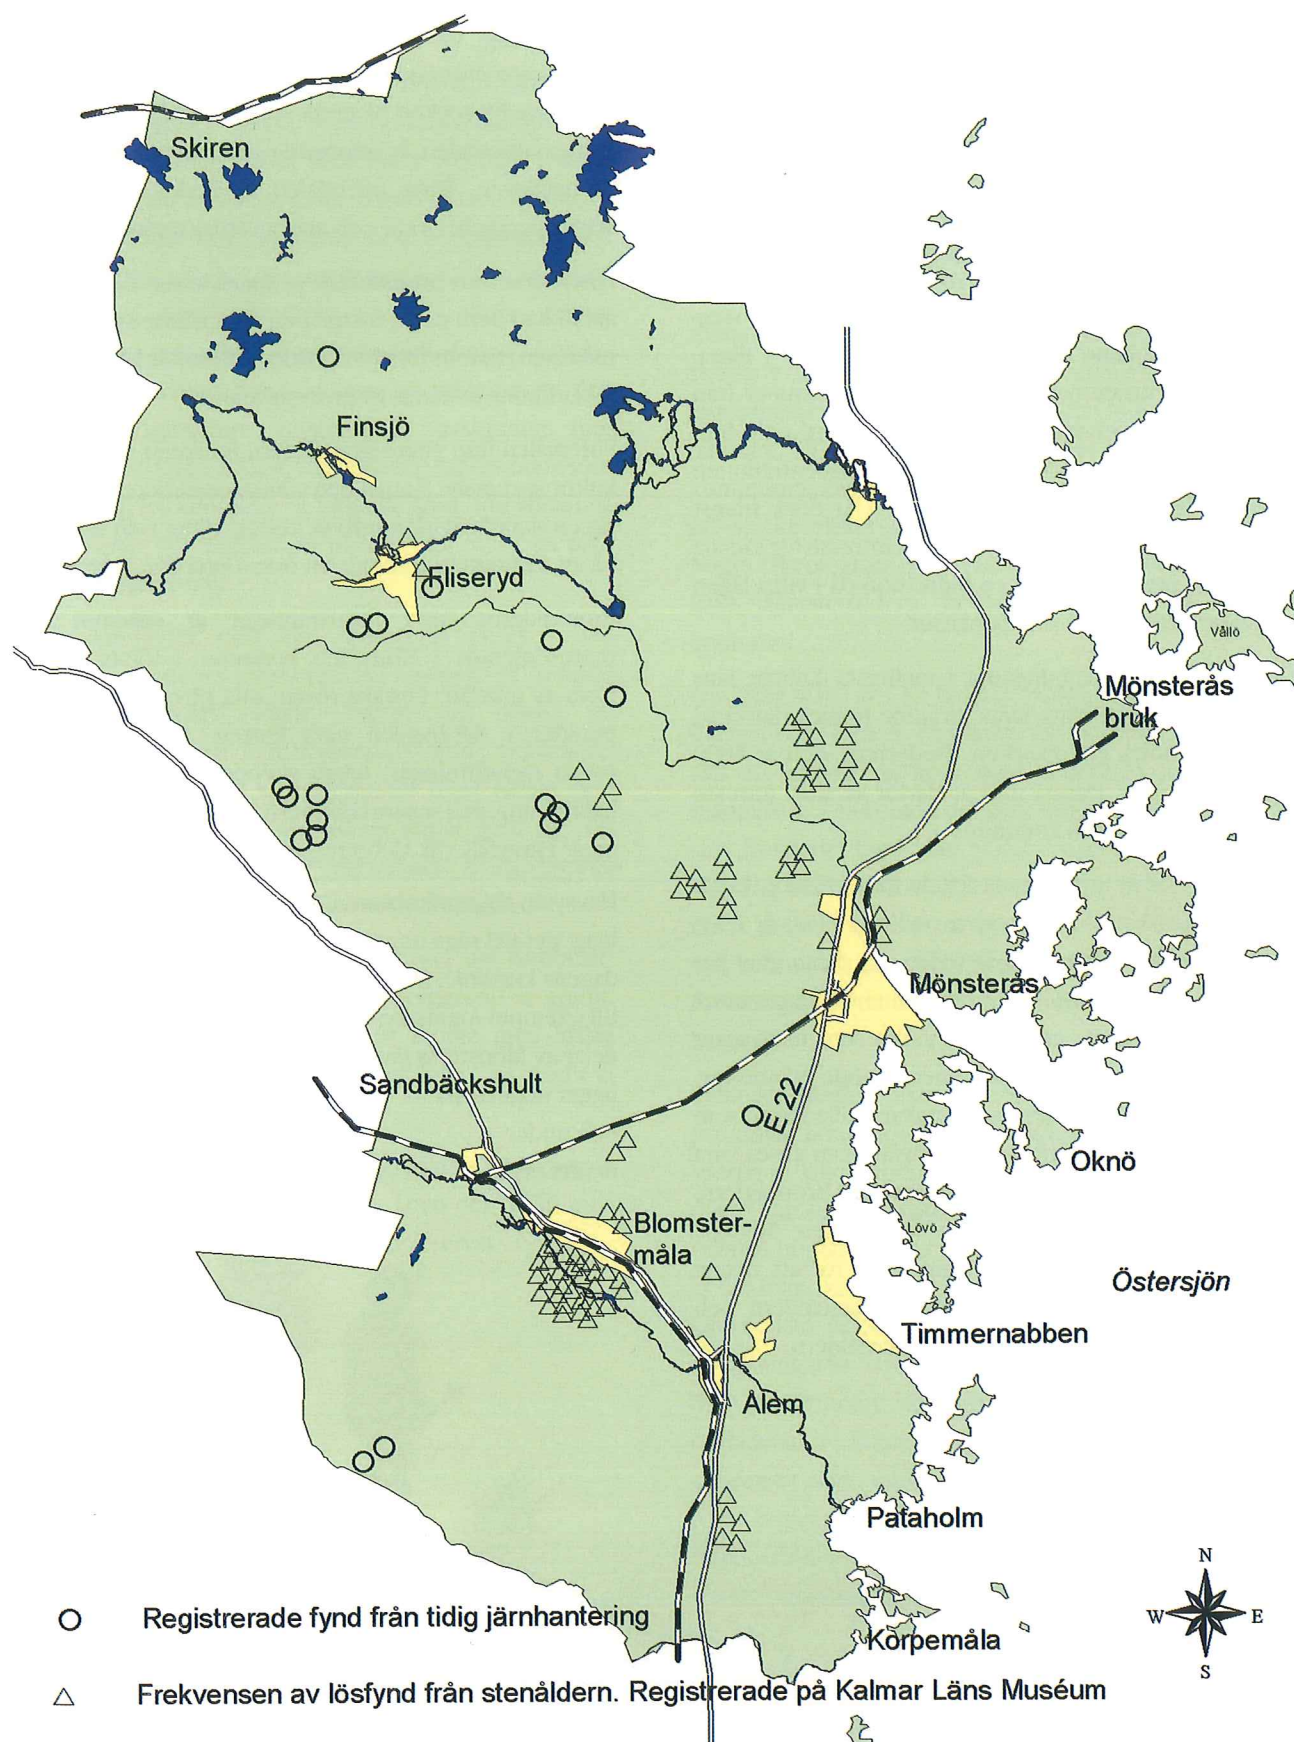 Skiren
Finsjö
Fliseryd
Vållö
Mönsterås
bruk
Mönsterås
Sandbäckshult
E 22
Oknö
Blomster-
måla
Lövö
Östersjön
Timmernabben
Ålem
Pataholm
N
W
E
S
Korpemåla
Registrerade fynd från tidig järnhantering
Frekvensen av lösfynd från stenåldern. Registrerade på Kalmar Läns Muséum